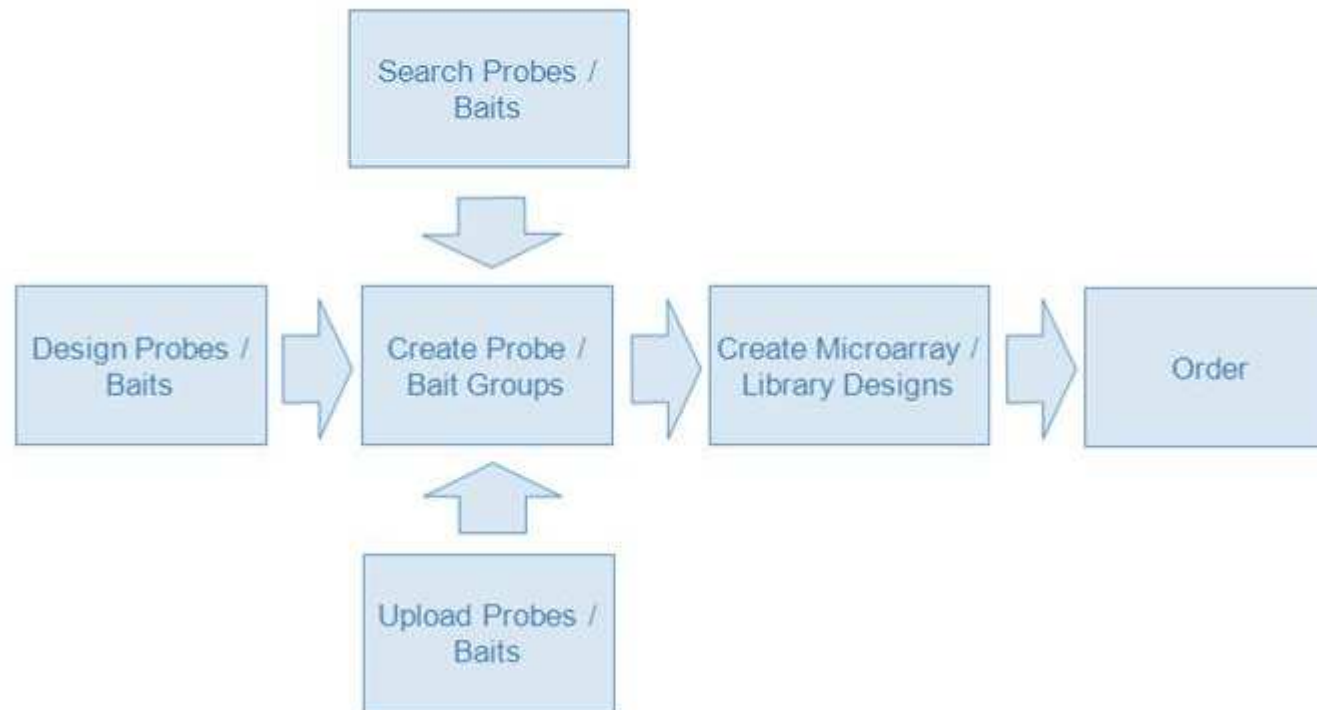 Search Probes /
Baits
Design Probes /
Baits
Create Probe /
Bait Groups
Create Microarray /
Library Designs
Order
Upload Probes /
Baits